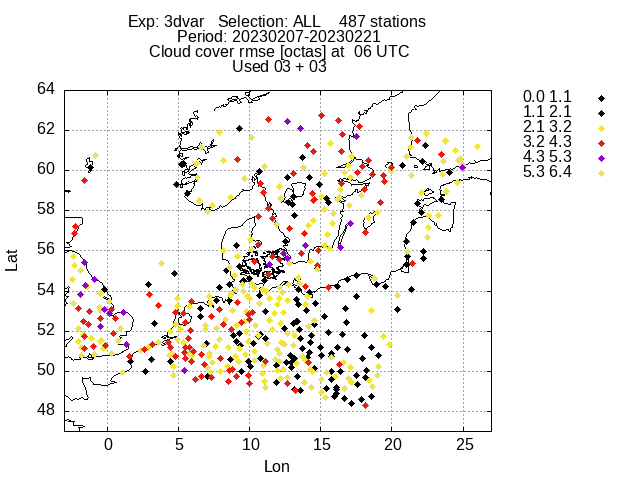 Exp: 3dvar   Selection: ALL    487 stations
Period: 20230207-20230221
Cloud cover rmse [octas] at  06 UTC
Used 03 + 03
0.0 1.1
1.1 2.1
2.1 3.2
3.2 4.3
4.3 5.3
5.3 6.4
64
62
60
58
56
54
52
50
48
Lat
0 5 10 15 20 25
Lon